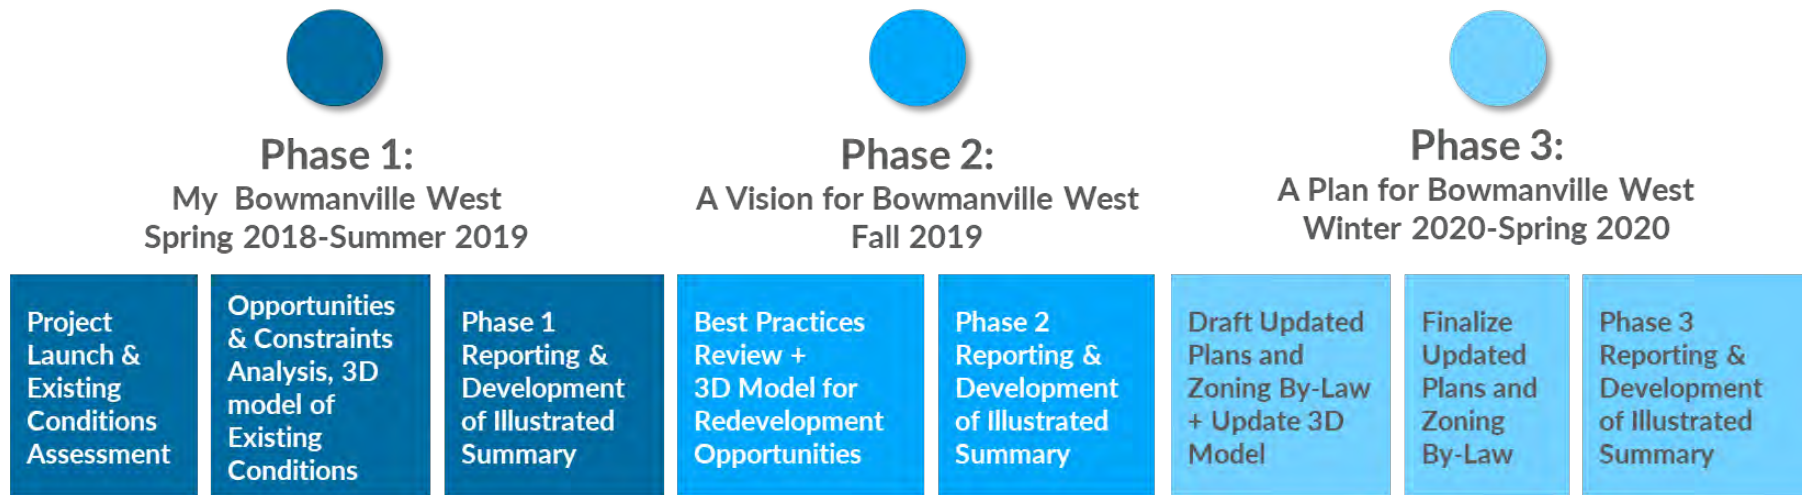 Phase 1:
My Bowmanville West
Spring 2018-Summer 2019
Project
Launch &
Existing
Conditions
Assessment
Opportunities
& Constraints
Analysis, 3D
model of
Existing
Conditions
Phase 1
Reporting &
Development
of Illustrated
Summary
Phase 2:
A Vision for Bowmanville West
Fall 2019
Best Practices
Review +
3D Model for
Redevelopment
Opportunities
Phase 2
Reporting &
Development
of Illustrated
Summary
Phase 3:
A Plan for Bowmanville West
Winter 2020-Spring 2020
Draft Updated
Plans and
Zoning By-Law
+ Update 3D
Model
Finalize
Updated
Plans and
Zoning
By-Law
Phase 3
Reporting &
Development
of Illustrated
Summary